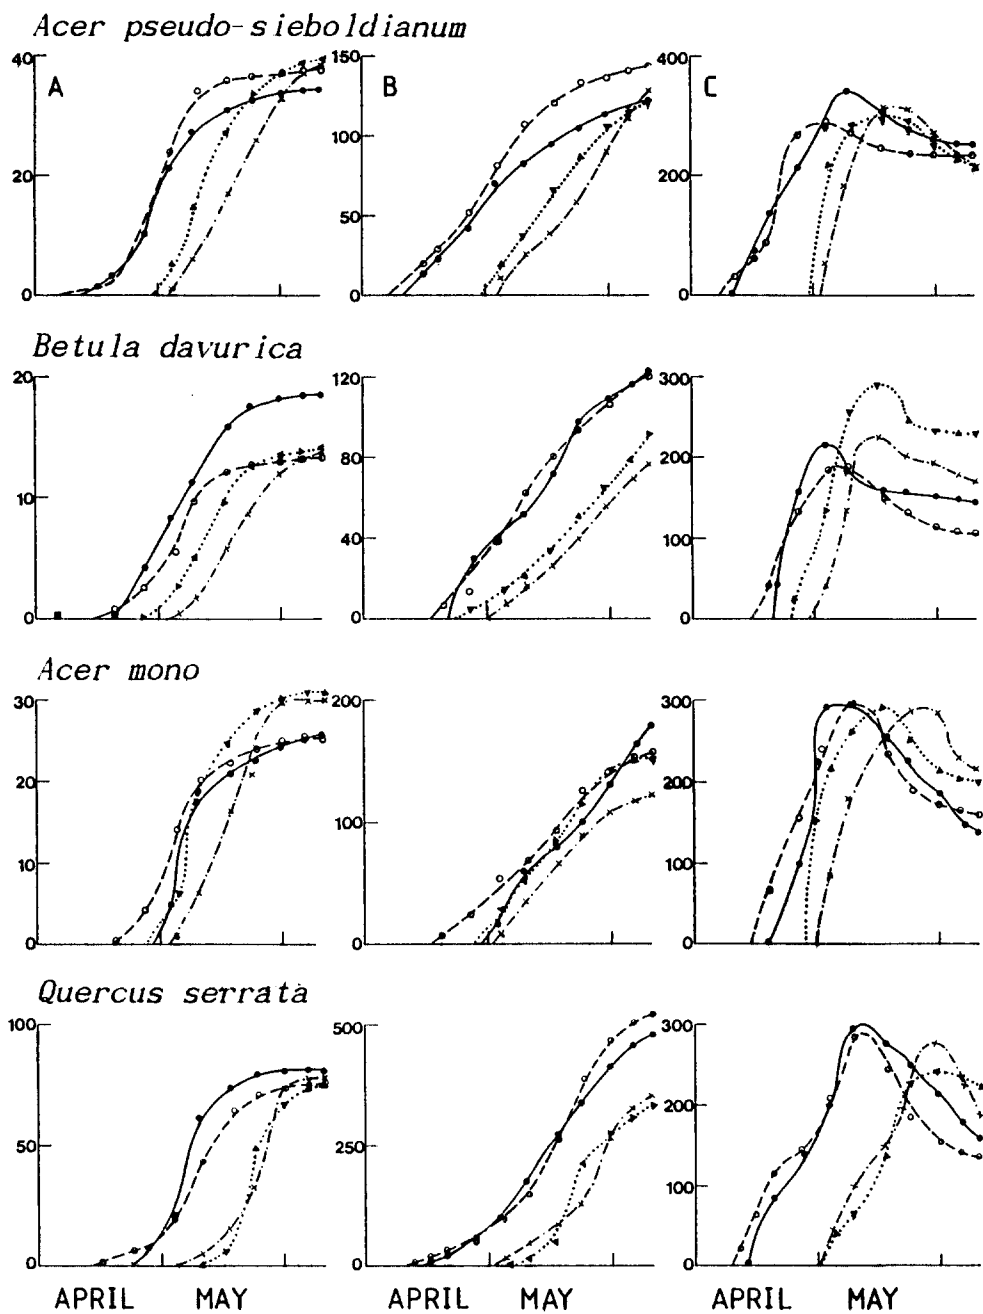 Acer pseudo-sieboldianum
A B C
40 150 400
100
20 200
50
0 0 0
Betula davurica
20 120 300
80 200
10
40 100
0 0 0
Acer mono
30 200 300
20 200
100
10 100
0 0 0
Quercus serrata
100 500 300
200
50 250
100
0 0 0
APRIL MAY APRIL MAY APRIL MAY